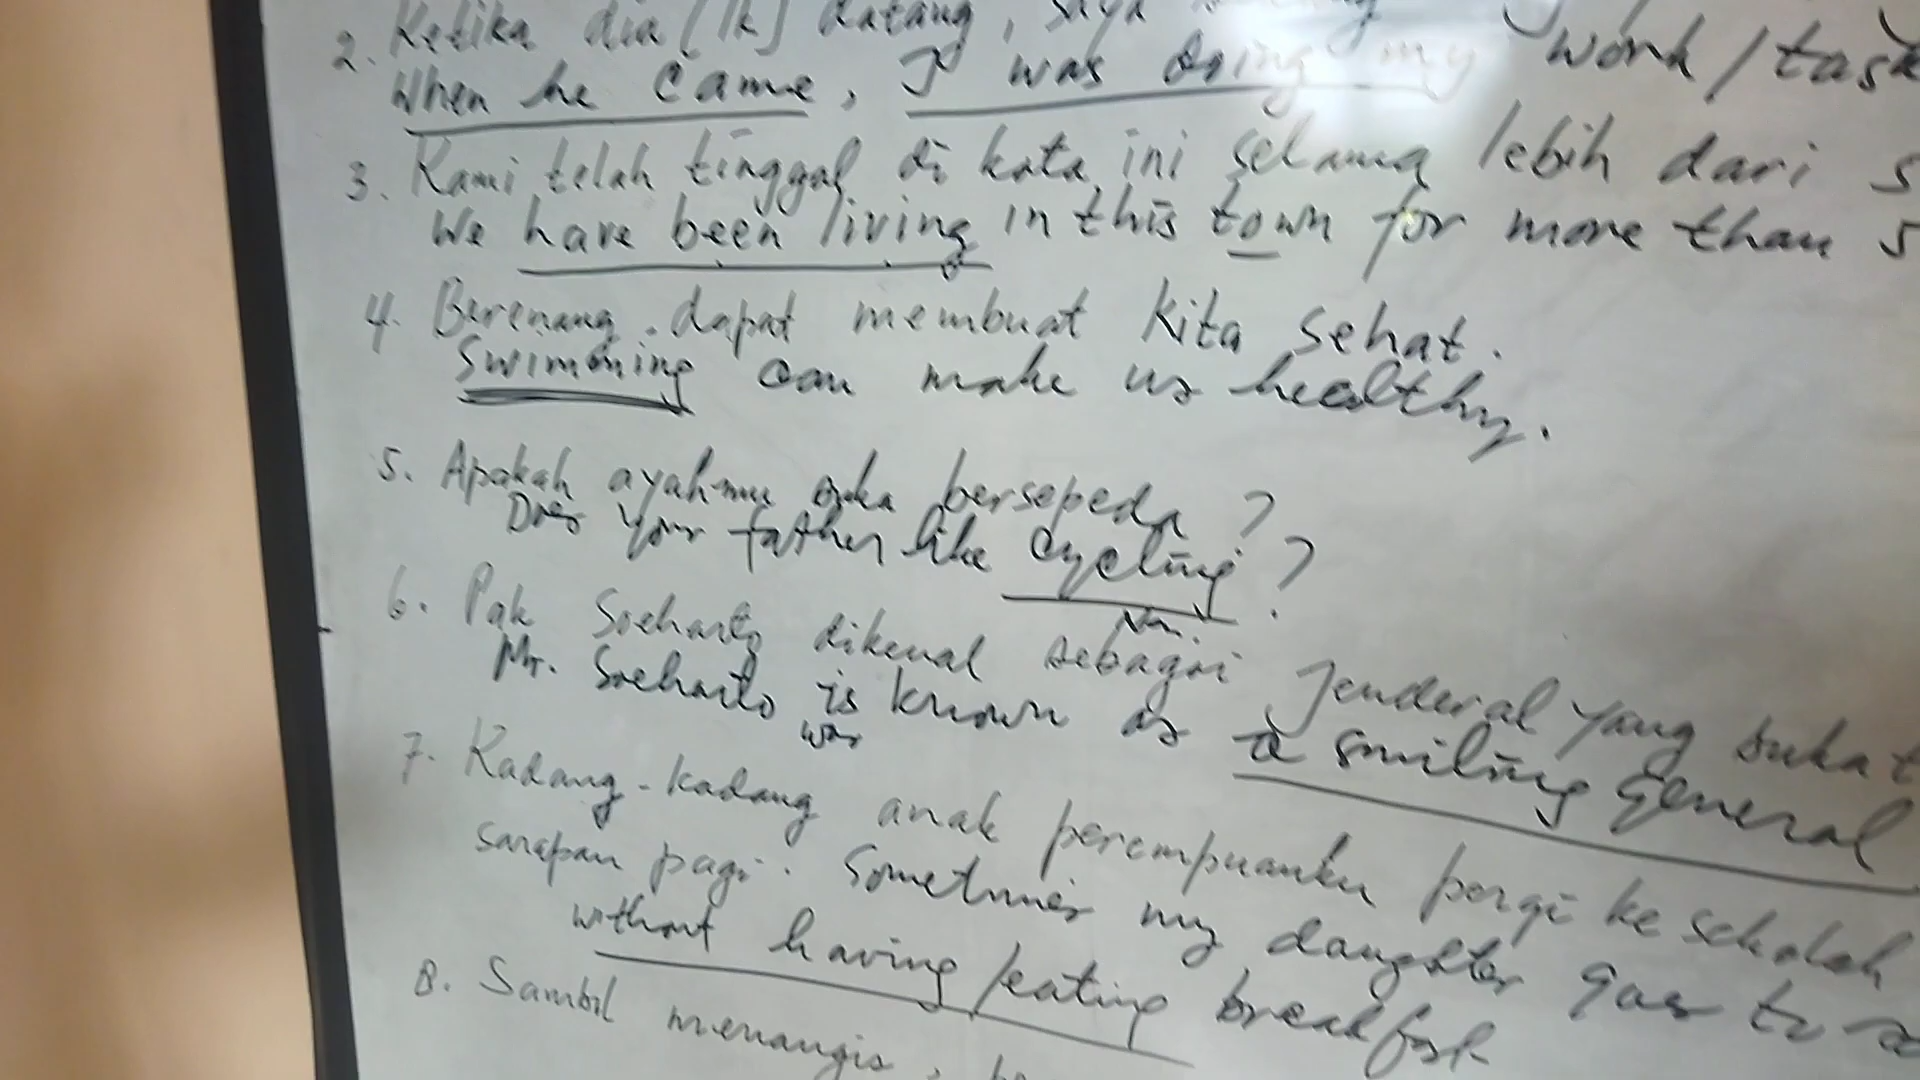 2. Ketika dia [lk] datang, saya
When he came, I was doing my work/task
3. Kami telah tinggal di kota ini selama lebih dari 5
We have been living in this town for more than 5
4. Berenang dapat membuat kita sehat.
Swimming can make us healthy.
5. Apakah ayahmu suka bersepeda?
Does your father like cycling?
6. Pak Soeharto dikenal sebagai Jenderal yang suka t
Mr. Soeharto is known as a smiling general
was
7. Kadang-kadang anak perempuanku pergi ke sekolah
sarapan pagi. Sometimes my daughter goes to
without having/eating breakfast
8. Sambil menangis,